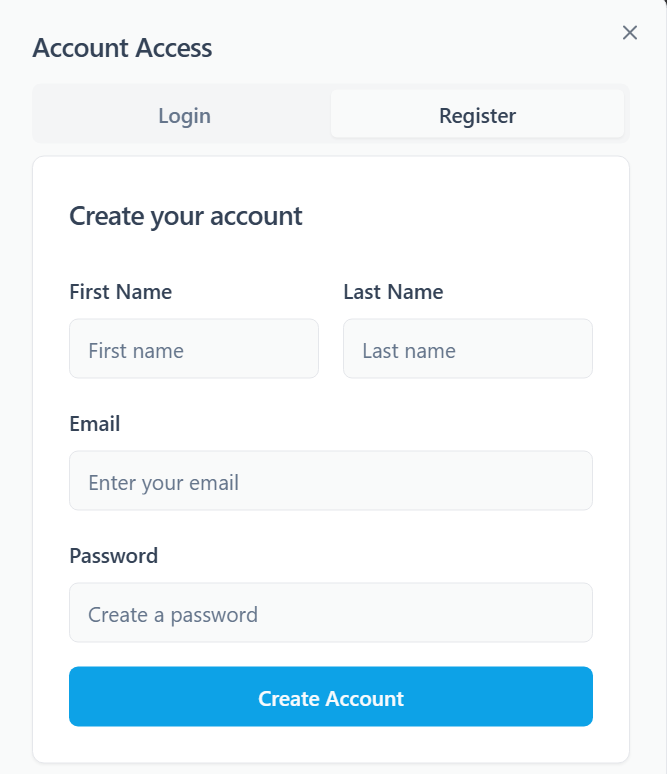 Account Access
Login Register
Create your account
First Name Last Name
First name Last name
Email
Enter your email
Password
Create a password
Create Account